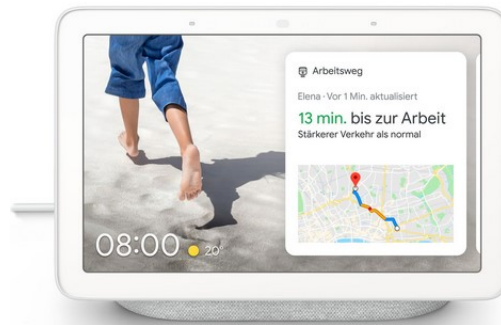 Arbeitsweg
Elena · Vor 1 Min. aktualisiert
13 min. bis zur Arbeit
Stärkerer Verkehr als normal
08:00 20°